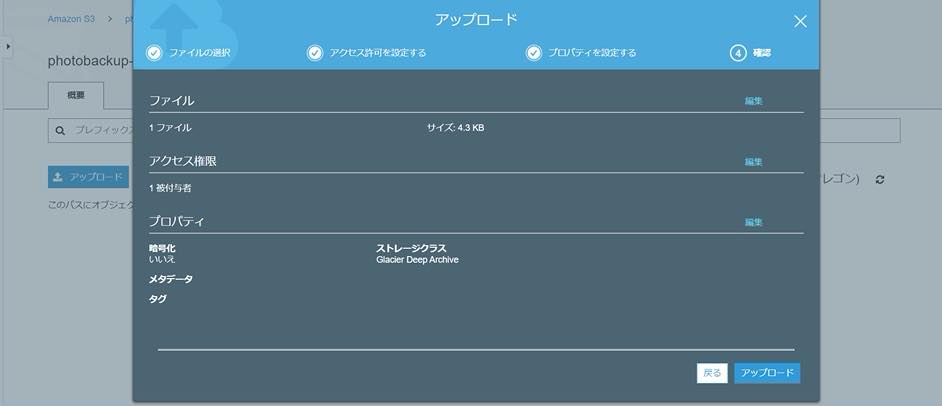 Amazon S3
アップロード
ファイルの選択
アクセス許可を設定する
プロパティを設定する
4 確認
photobackup-
概要
ファイル
編集
プレフィックス
1 ファイル
サイズ: 4.3 KB
アクセス権限
編集
アップロード
1 被付与者
レゴン)
このパスにオブジェク
プロパティ
編集
暗号化
ストレージクラス
いいえ
Glacier Deep Archive
メタデータ
タグ
戻る
アップロード